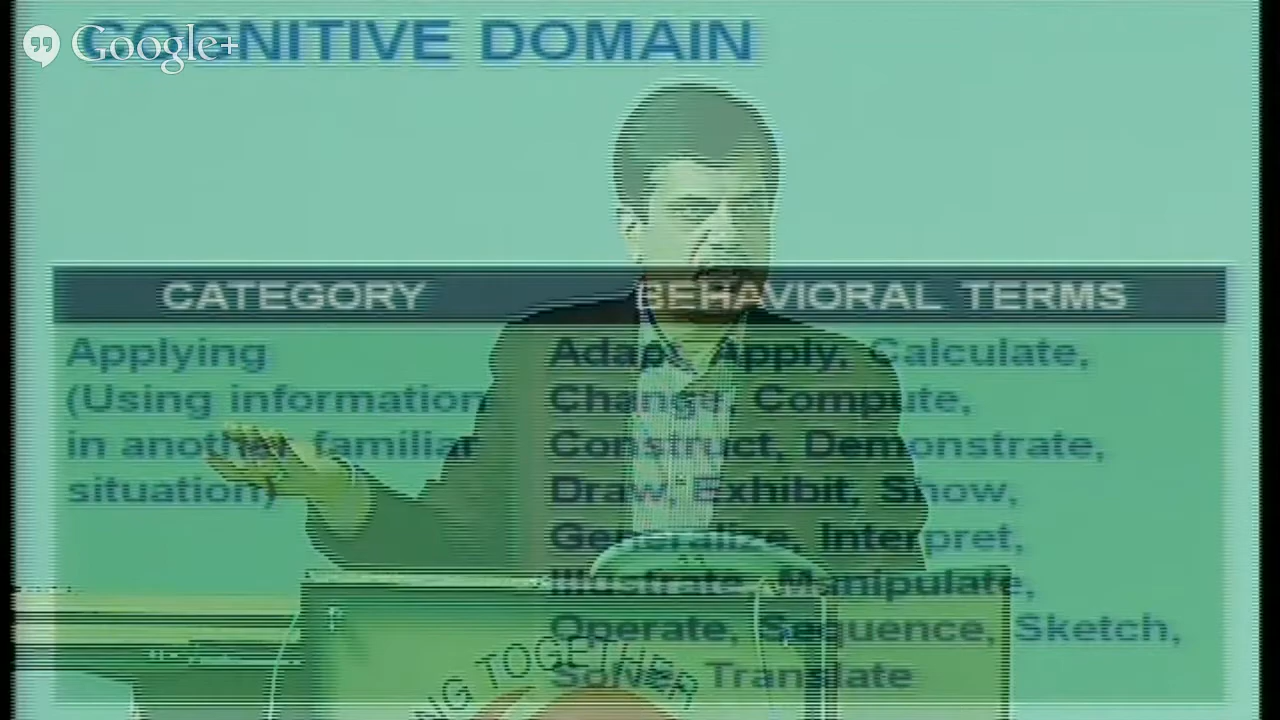 Google+
COGNITIVE DOMAIN
CATEGORY BEHAVIORAL TERMS
Applying
(Using information
in another familiar
situation)
Adapt, Apply, Calculate,
Change, Compute,
Construct, Demonstrate,
Draw, Exhibit, Show,
Generalize, Interpret,
Illustrate, Manipulate,
Operate, Sequence, Sketch,
Solve, Translate
TOGETHER